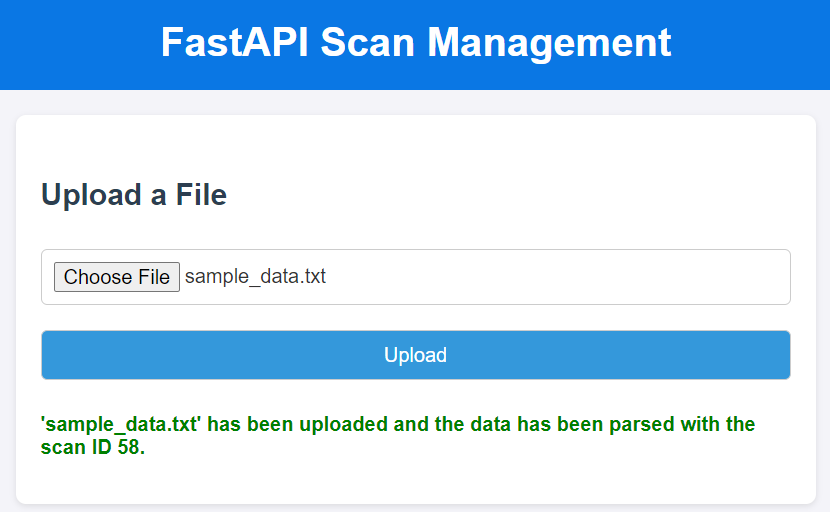 FastAPI Scan Management
Upload a File
Choose File sample_data.txt
Upload
'sample_data.txt' has been uploaded and the data has been parsed with the
scan ID 58.